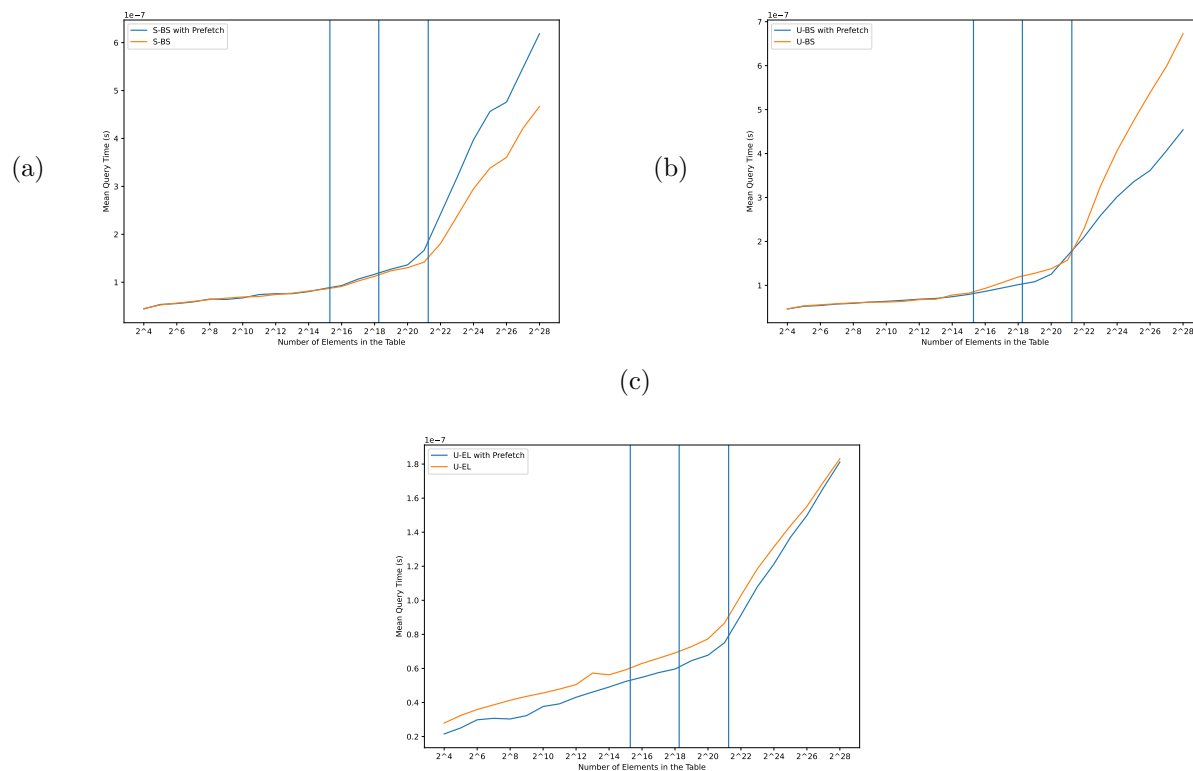 (a)
1e−7
S-BS with Prefetch
S-BS
6
5
4
3
2
1
Mean Query Time (s)
2^4 2^6 2^8 2^10 2^12 2^14 2^16 2^18 2^20 2^22 2^24 2^26 2^28
Number of Elements in the Table
(b)
1e−7
U-BS with Prefetch
U-BS
7
6
5
4
3
2
1
Mean Query Time (s)
2^4 2^6 2^8 2^10 2^12 2^14 2^16 2^18 2^20 2^22 2^24 2^26 2^28
Number of Elements in the Table
(c)
1e−7
U-EL with Prefetch
U-EL
1.8
1.6
1.4
1.2
1.0
0.8
0.6
0.4
0.2
Mean Query Time (s)
2^4 2^6 2^8 2^10 2^12 2^14 2^16 2^18 2^20 2^22 2^24 2^26 2^28
Number of Elements in the Table